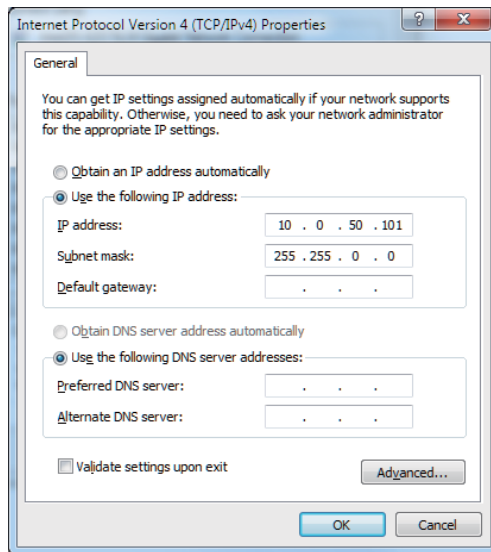 Internet Protocol Version 4 (TCP/IPv4) Properties
?
General
You can get IP settings assigned automatically if your network supports
this capability. Otherwise, you need to ask your network administrator
for the appropriate IP settings.
Obtain an IP address automatically
Use the following IP address:
IP address: 10 . 0 . 50 . 101
Subnet mask: 255 . 255 . 0 . 0
Default gateway: . . .
Obtain DNS server address automatically
Use the following DNS server addresses:
Preferred DNS server: . . .
Alternate DNS server: . . .
Validate settings upon exit
Advanced...
OK Cancel